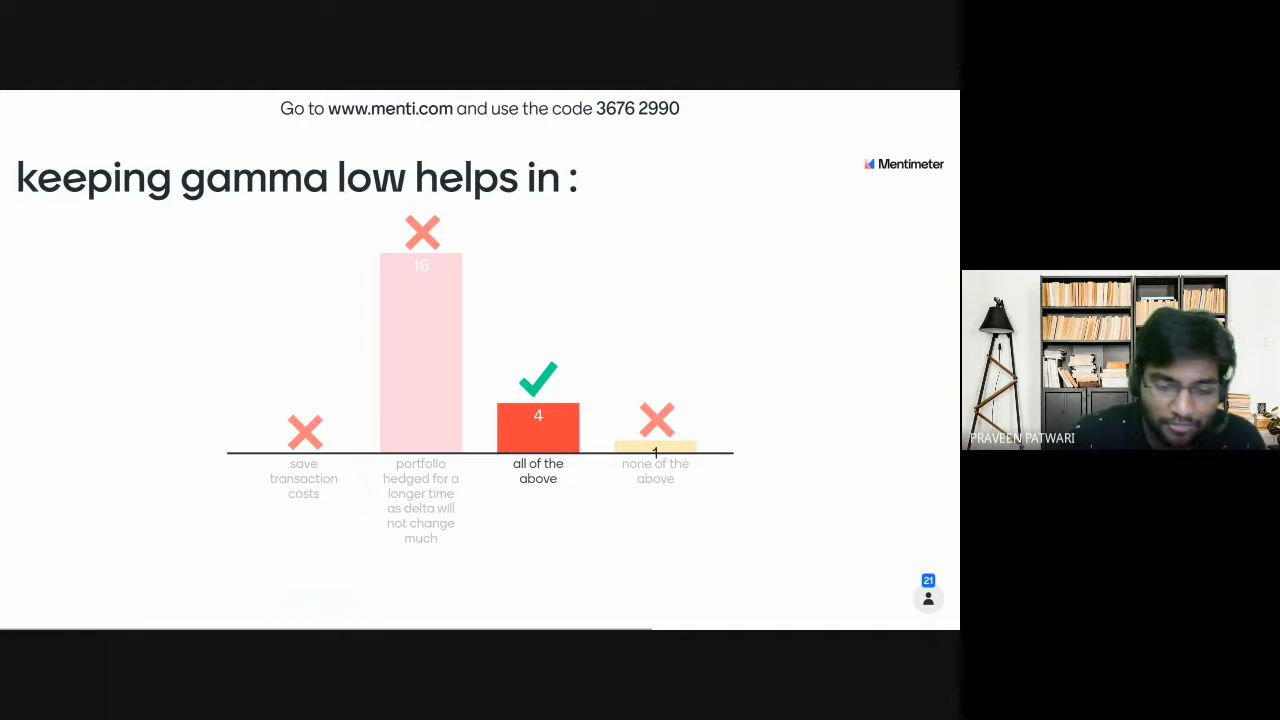 Go to www.menti.com and use the code 3676 2990
keeping gamma low helps in :
Mentimeter
16
4
1
save
transaction
costs
portfolio
hedged for a
longer time
as delta will
not change
much
all of the
above
none of the
above
21
PRAVEEN PATWARI